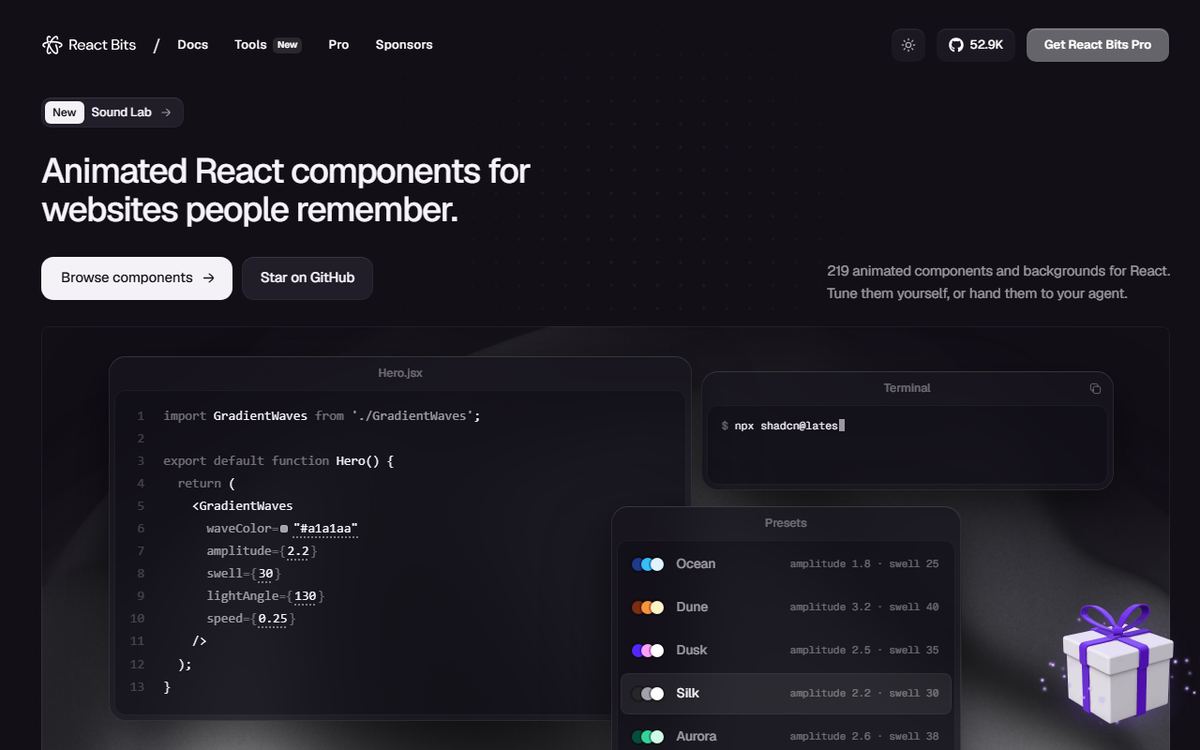 React Bits / Docs Tools New Pro Sponsors 52.9K Get React Bits Pro
New Sound Lab →
Animated React components for
websites people remember.
Browse components → Star on GitHub
219 animated components and backgrounds for React.
Tune them yourself, or hand them to your agent.
Hero.jsx
1 import GradientWaves from './GradientWaves';
2
3 export default function Hero() {
4 return (
5 <GradientWaves
6 waveColor="#a1a1aa"
7 amplitude={2.2}
8 swell={30}
9 lightAngle={130}
10 speed={0.25}
11 />
12 );
13 }
Terminal
$ npx shadcn@lates
Presets
Ocean amplitude 1.8 · swell 25
Dune amplitude 3.2 · swell 40
Dusk amplitude 2.5 · swell 35
Silk amplitude 2.2 · swell 30
Aurora amplitude 2.6 · swell 38